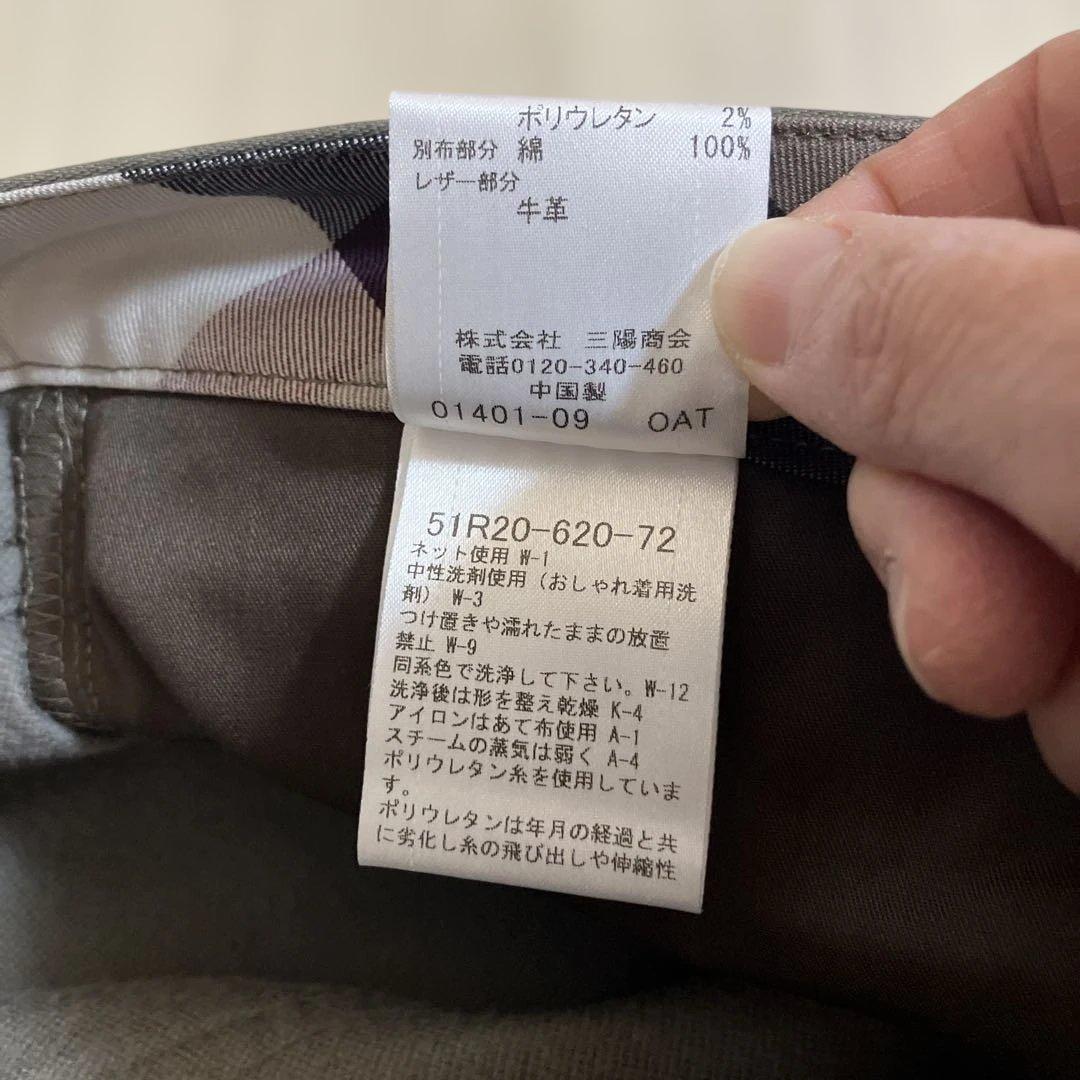 ポリウレタン 2%
別布部分 綿 100%
レザー部分
牛革
株式会社 三陽商会
電話0120-340-460
中国製
01401-09 OAT
51R20-620-72
ネット使用 W-1
中性洗剤使用(おしゃれ着用洗
剤) W-3
つけ置きや濡れたままの放置
禁止 W-9
同系色で洗浄して下さい。W-12
洗浄後は形を整え乾燥 K-4
アイロンはあて布使用 A-1
スチームの蒸気は弱く A-4
ポリウレタン糸を使用していま
す。
ポリウレタンは年月の経過と共
に劣化し糸の飛び出しや伸縮性